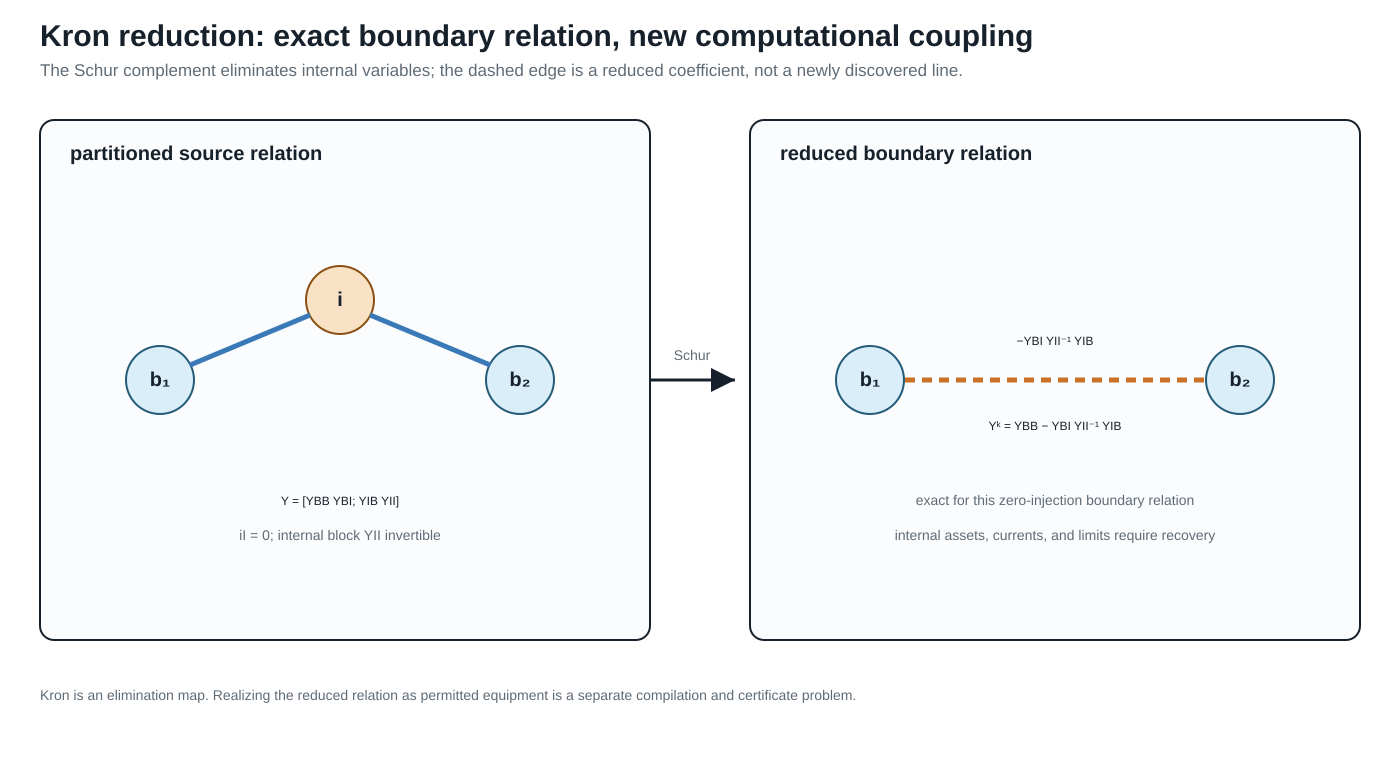 Kron reduction: exact boundary relation, new computational coupling
The Schur complement eliminates internal variables; the dashed edge is a reduced coefficient, not a newly discovered line.
partitioned source relation
i
b₁
b₂
Y = [YBB YBI; YIB YII]
iI = 0; internal block YII invertible
Schur
reduced boundary relation
−YBI YII⁻¹ YIB
b₁
b₂
Yᵏ = YBB − YBI YII⁻¹ YIB
exact for this zero-injection boundary relation
internal assets, currents, and limits require recovery
Kron is an elimination map. Realizing the reduced relation as permitted equipment is a separate compilation and certificate problem.